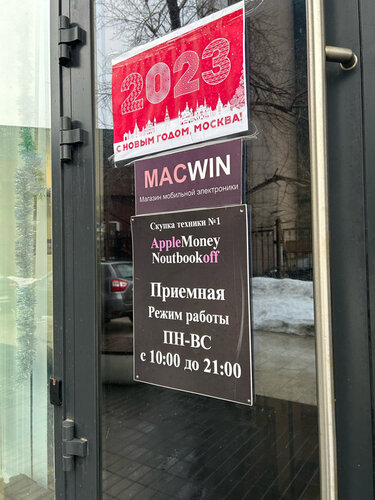 2023
С НОВЫМ ГОДОМ, МОСКВА!
MACWIN
Магазин мобильной электроники
Скупка техники №1
AppleMoney
Noutbookoff
Приемная
Режим работы
ПН-ВС
с 10:00 до 21:00